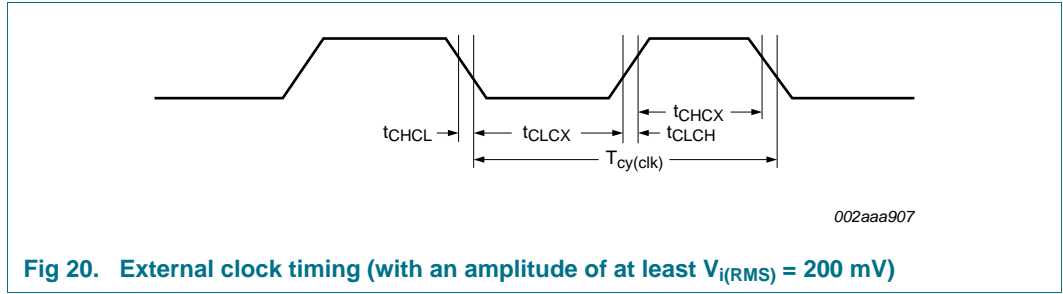 tCHCX
tCHCL
tCLCX
tCLCH
Tcy(clk)
002aaa907
Fig 20. External clock timing (with an amplitude of at least Vi(RMS) = 200 mV)